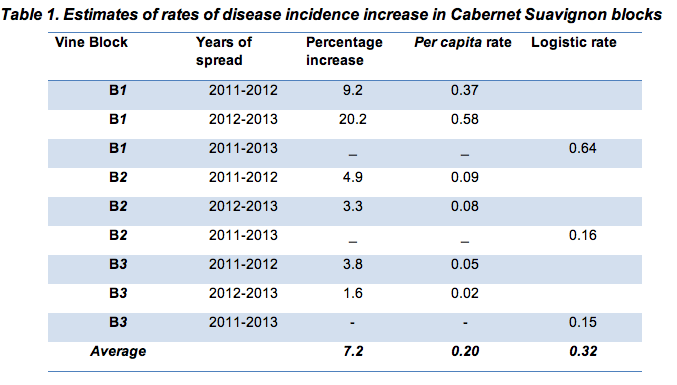 Table 1. Estimates of rates of disease incidence increase in Cabernet Suavignon blocks
Vine Block Years of spread Percentage increase Per capita rate Logistic rate
B1 2011-2012 9.2 0.37
B1 2012-2013 20.2 0.58
B1 2011-2013 _ _ 0.64
B2 2011-2012 4.9 0.09
B2 2012-2013 3.3 0.08
B2 2011-2013 _ _ 0.16
B3 2011-2012 3.8 0.05
B3 2012-2013 1.6 0.02
B3 2011-2013 - - 0.15
Average 7.2 0.20 0.32